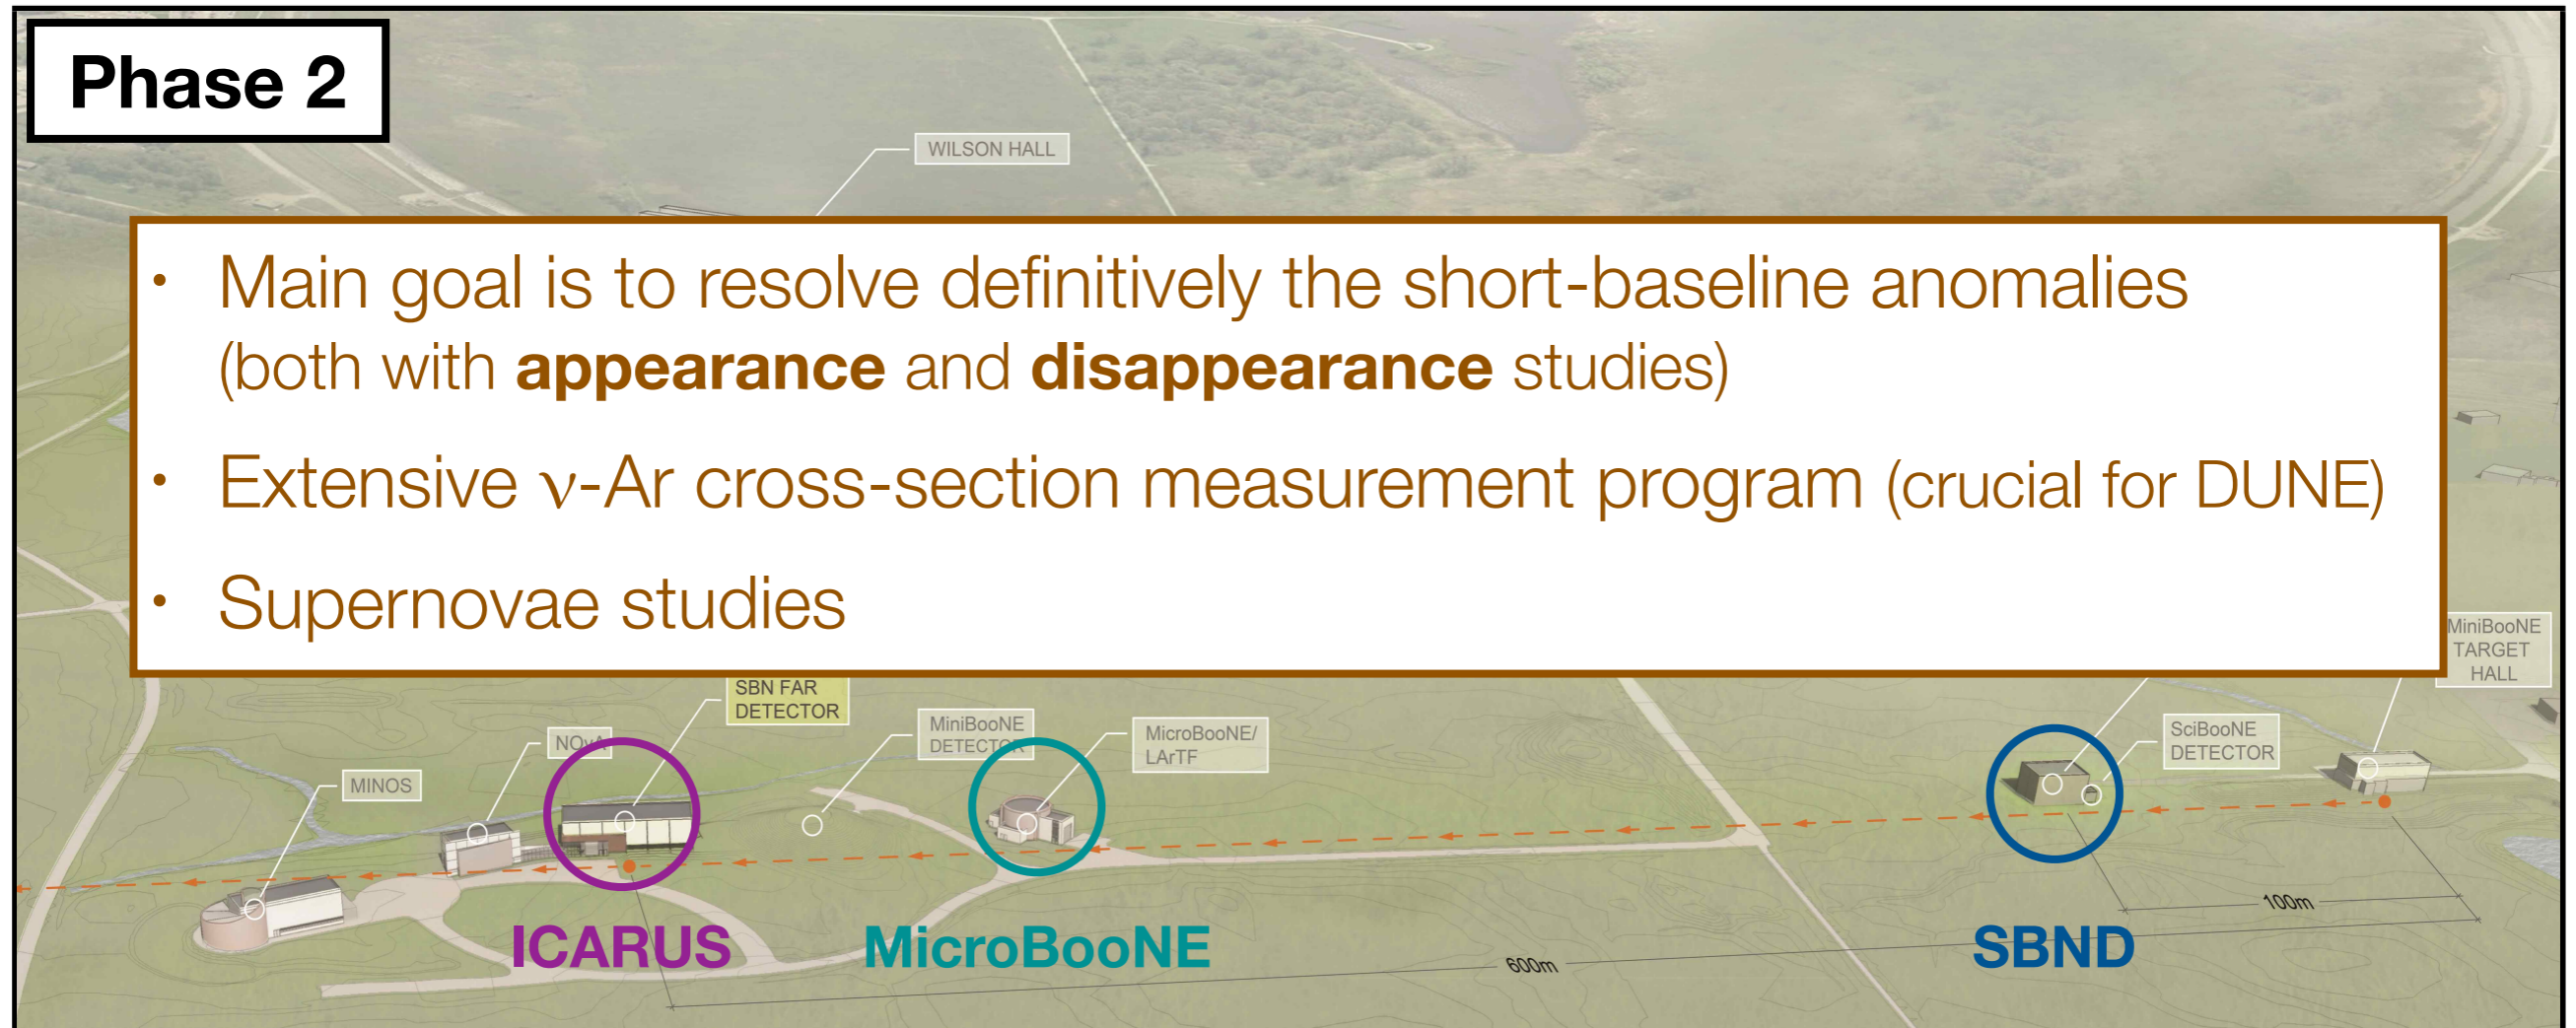 Phase 2
WILSON HALL
• Main goal is to resolve definitively the short-baseline anomalies
(both with appearance and disappearance studies)
• Extensive ν-Ar cross-section measurement program (crucial for DUNE)
• Supernovae studies
MiniBooNE
TARGET
HALL
SBN FAR
DETECTOR
MiniBooNE
DETECTOR
MicroBooNE/
LArTF
SciBooNE
DETECTOR
NOνA
MINOS
100m
ICARUS
MicroBooNE
SBND
600m